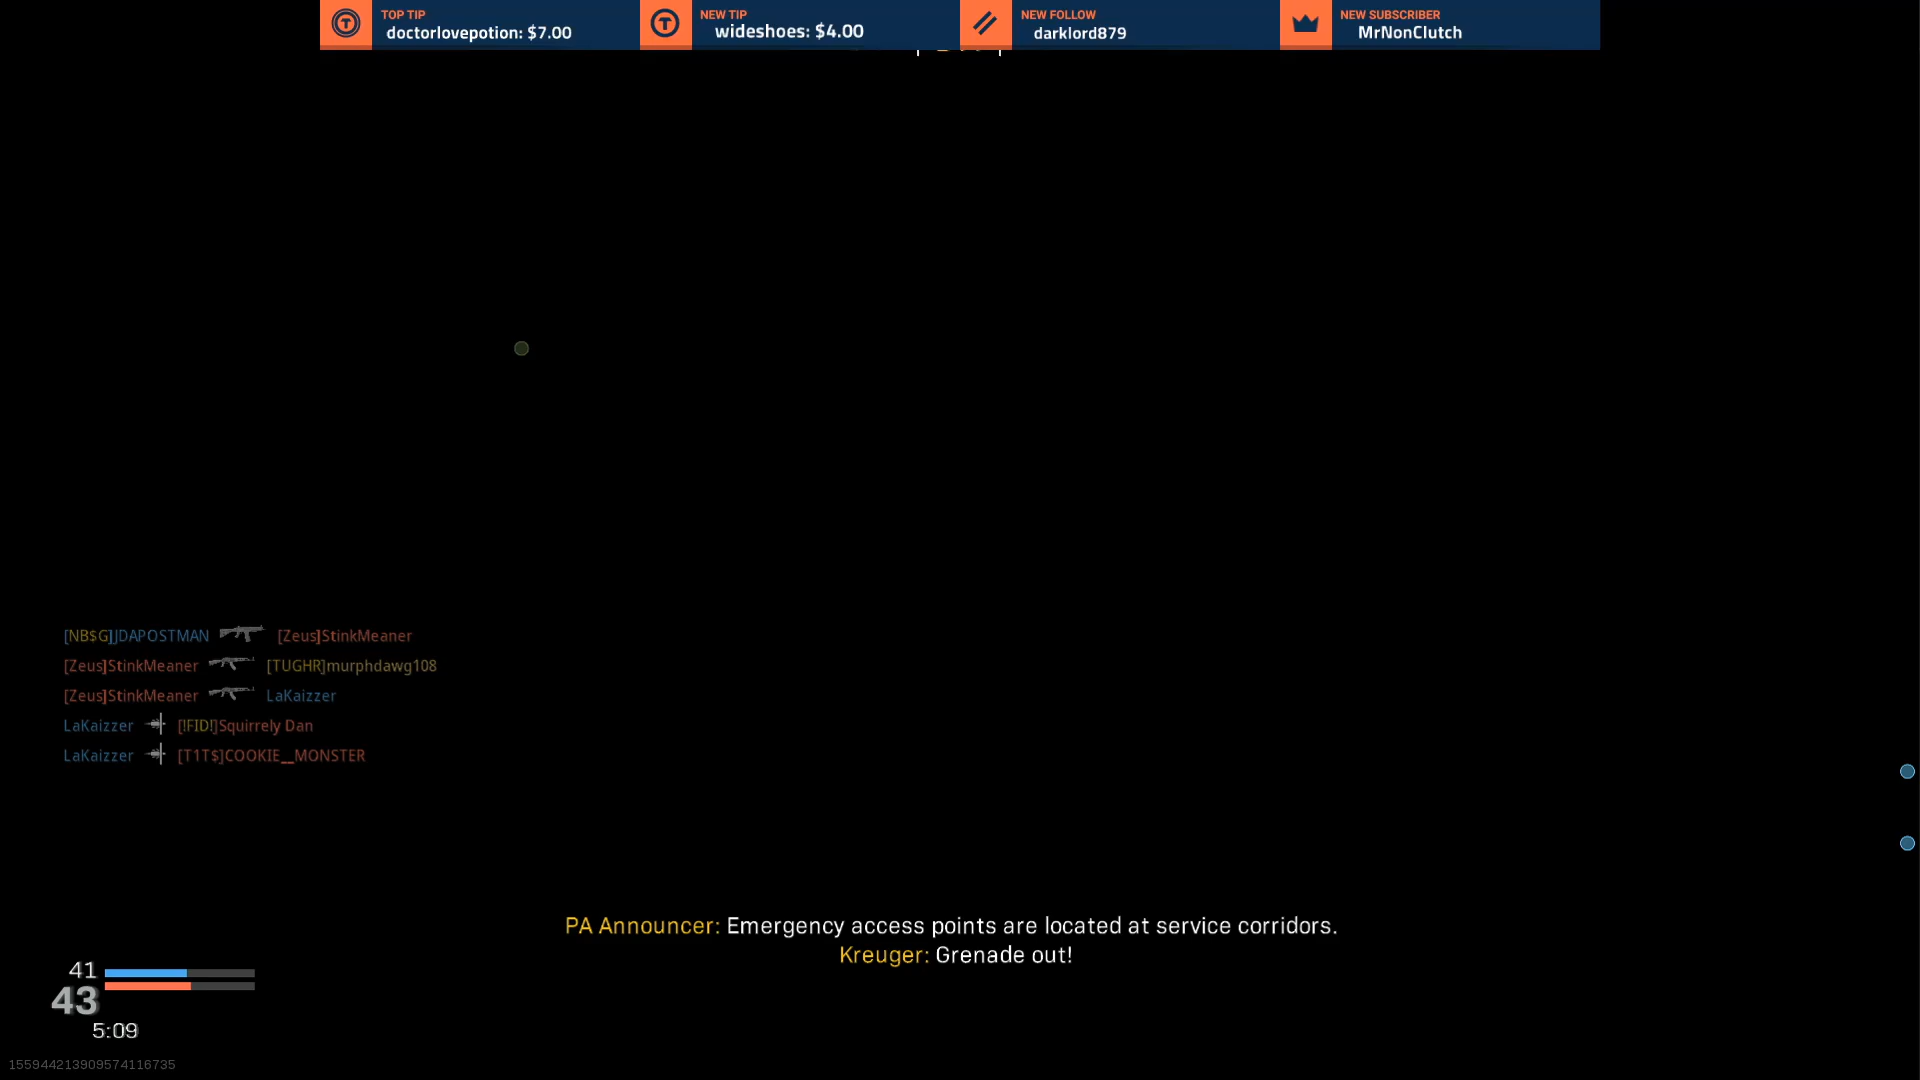 TOP TIP
doctorlovepotion: $7.00
NEW TIP
wideshoes: $4.00
NEW FOLLOW
darklord879
NEW SUBSCRIBER
MrNonClutch
[NB$G]JDAPOSTMAN [Zeus]StinkMeaner
[Zeus]StinkMeaner [TUGHR]murphdawg108
[Zeus]StinkMeaner LaKaizzer
LaKaizzer [!FID!]Squirrely Dan
LaKaizzer [T1T$]COOKIE__MONSTER
PA Announcer: Emergency access points are located at service corridors.
Kreuger: Grenade out!
41
43
5:09
155944213909574116735